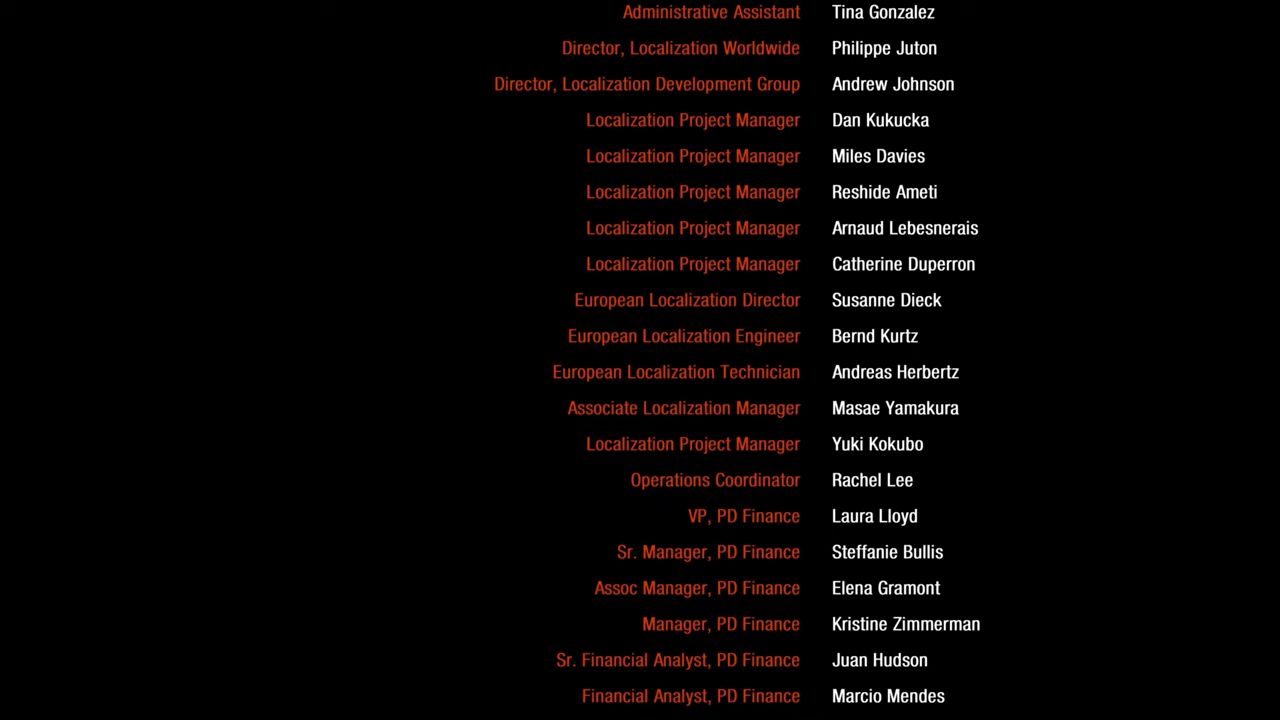 Administrative Assistant Tina Gonzalez
Director, Localization Worldwide Philippe Juton
Director, Localization Development Group Andrew Johnson
Localization Project Manager Dan Kukucka
Localization Project Manager Miles Davies
Localization Project Manager Reshide Ameti
Localization Project Manager Arnaud Lebesnerais
Localization Project Manager Catherine Duperron
European Localization Director Susanne Dieck
European Localization Engineer Bernd Kurtz
European Localization Technician Andreas Herbertz
Associate Localization Manager Masae Yamakura
Localization Project Manager Yuki Kokubo
Operations Coordinator Rachel Lee
VP, PD Finance Laura Lloyd
Sr. Manager, PD Finance Steffanie Bullis
Assoc Manager, PD Finance Elena Gramont
Manager, PD Finance Kristine Zimmerman
Sr. Financial Analyst, PD Finance Juan Hudson
Financial Analyst, PD Finance Marcio Mendes